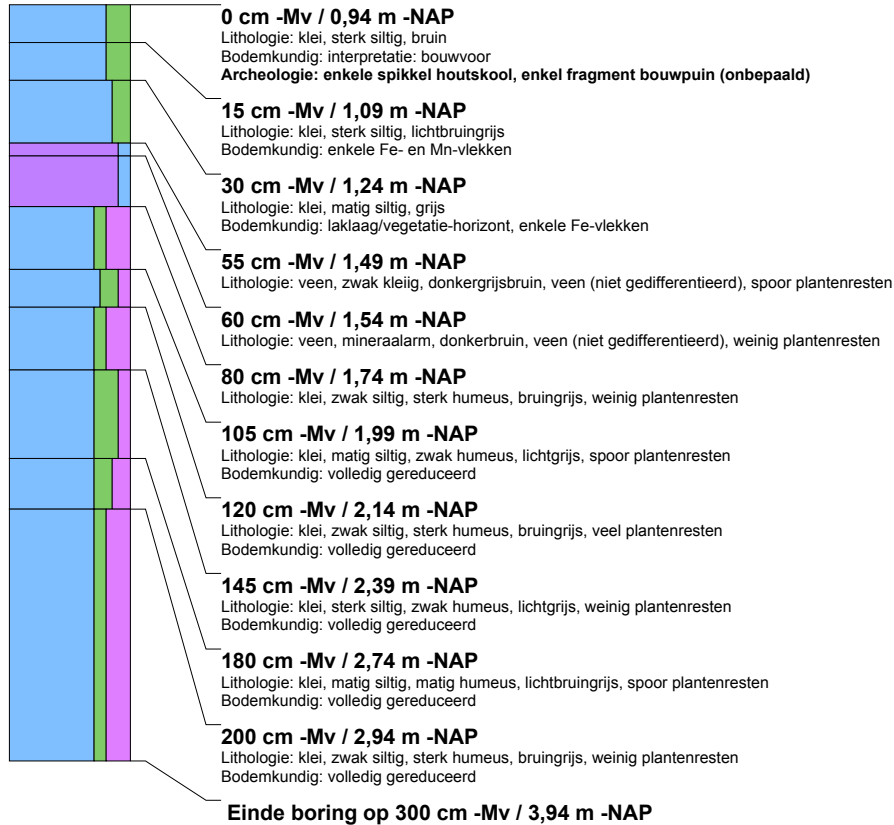 0 cm -Mv / 0,94 m -NAP
Lithologie: klei, sterk siltig, bruin
Bodemkundig: interpretatie: bouwvoor
Archeologie: enkele spikkel houtskool, enkel fragment bouwpuin (onbepaald)
15 cm -Mv / 1,09 m -NAP
Lithologie: klei, sterk siltig, lichtbruingrijs
Bodemkundig: enkele Fe- en Mn-vlekken
30 cm -Mv / 1,24 m -NAP
Lithologie: klei, matig siltig, grijs
Bodemkundig: laklaag/vegetatie-horizont, enkele Fe-vlekken
55 cm -Mv / 1,49 m -NAP
Lithologie: veen, zwak kleiig, donkergrijsbruin, veen (niet gedifferentieerd), spoor plantenresten
60 cm -Mv / 1,54 m -NAP
Lithologie: veen, mineraalarm, donkerbruin, veen (niet gedifferentieerd), weinig plantenresten
80 cm -Mv / 1,74 m -NAP
Lithologie: klei, zwak siltig, sterk humeus, bruingrijs, weinig plantenresten
105 cm -Mv / 1,99 m -NAP
Lithologie: klei, matig siltig, zwak humeus, lichtgrijs, spoor plantenresten
Bodemkundig: volledig gereduceerd
120 cm -Mv / 2,14 m -NAP
Lithologie: klei, zwak siltig, sterk humeus, bruingrijs, veel plantenresten
Bodemkundig: volledig gereduceerd
145 cm -Mv / 2,39 m -NAP
Lithologie: klei, sterk siltig, zwak humeus, lichtgrijs, weinig plantenresten
Bodemkundig: volledig gereduceerd
180 cm -Mv / 2,74 m -NAP
Lithologie: klei, matig siltig, matig humeus, lichtbruingrijs, spoor plantenresten
Bodemkundig: volledig gereduceerd
200 cm -Mv / 2,94 m -NAP
Lithologie: klei, zwak siltig, sterk humeus, bruingrijs, weinig plantenresten
Bodemkundig: volledig gereduceerd
Einde boring op 300 cm -Mv / 3,94 m -NAP